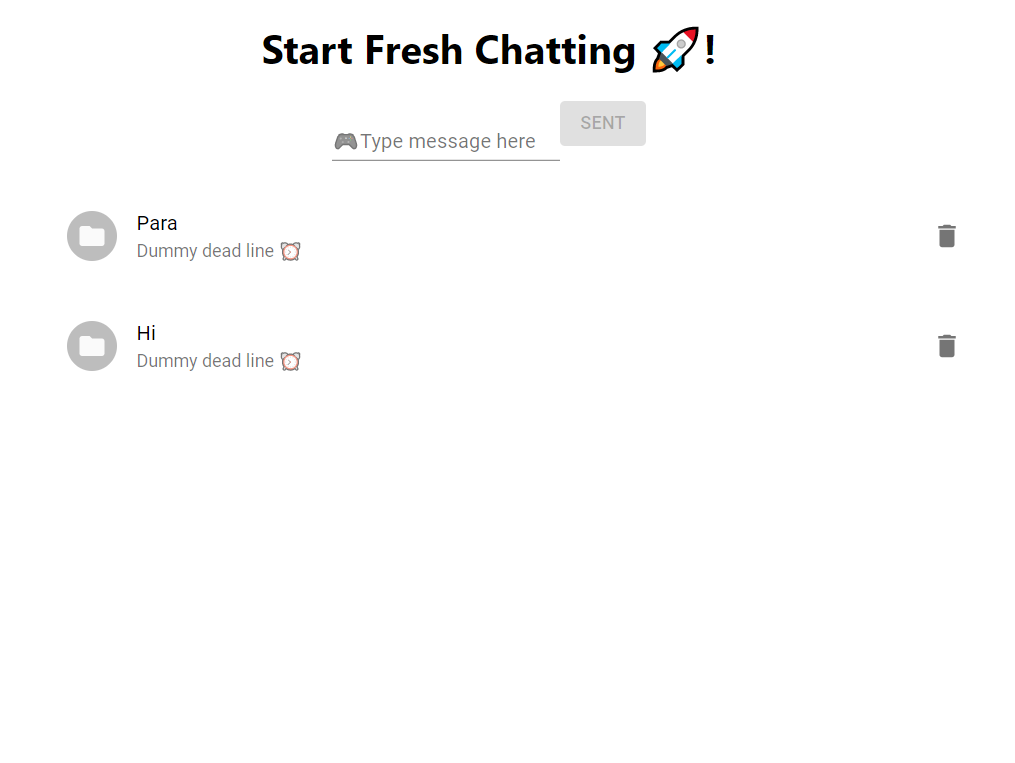 Start Fresh Chatting 🚀!
🎮Type message here
SENT
Para
Dummy dead line ⏰
Hi
Dummy dead line ⏰